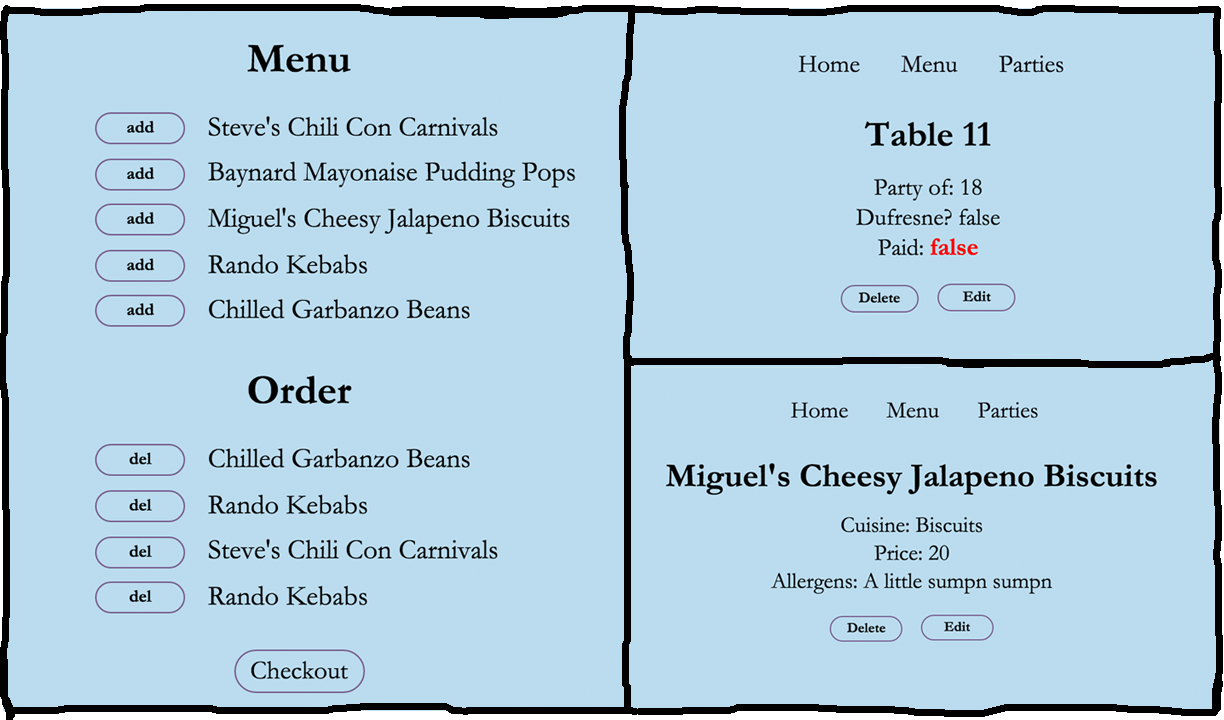 Menu
add Steve's Chili Con Carnivals
add Baynard Mayonaise Pudding Pops
add Miguel's Cheesy Jalapeno Biscuits
add Rando Kebabs
add Chilled Garbanzo Beans
Order
del Chilled Garbanzo Beans
del Rando Kebabs
del Steve's Chili Con Carnivals
del Rando Kebabs
Checkout
Home Menu Parties
Table 11
Party of: 18
Dufresne? false
Paid: false
Delete Edit
Home Menu Parties
Miguel's Cheesy Jalapeno Biscuits
Cuisine: Biscuits
Price: 20
Allergens: A little sumpn sumpn
Delete Edit